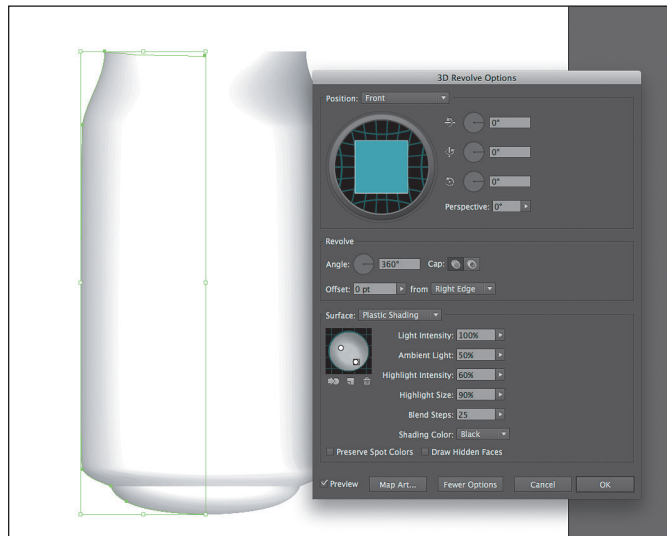 3D Revolve Options
Position: Front
0°
0°
0°
Perspective: 0°
Revolve
Angle: 360° Cap:
Offset: 0 pt from Right Edge
Surface: Plastic Shading
Light Intensity: 100%
Ambient Light: 50%
Highlight Intensity: 60%
Highlight Size: 90%
Blend Steps: 25
Shading Color: Black
Preserve Spot Colors Draw Hidden Faces
Preview Map Art... Fewer Options Cancel OK